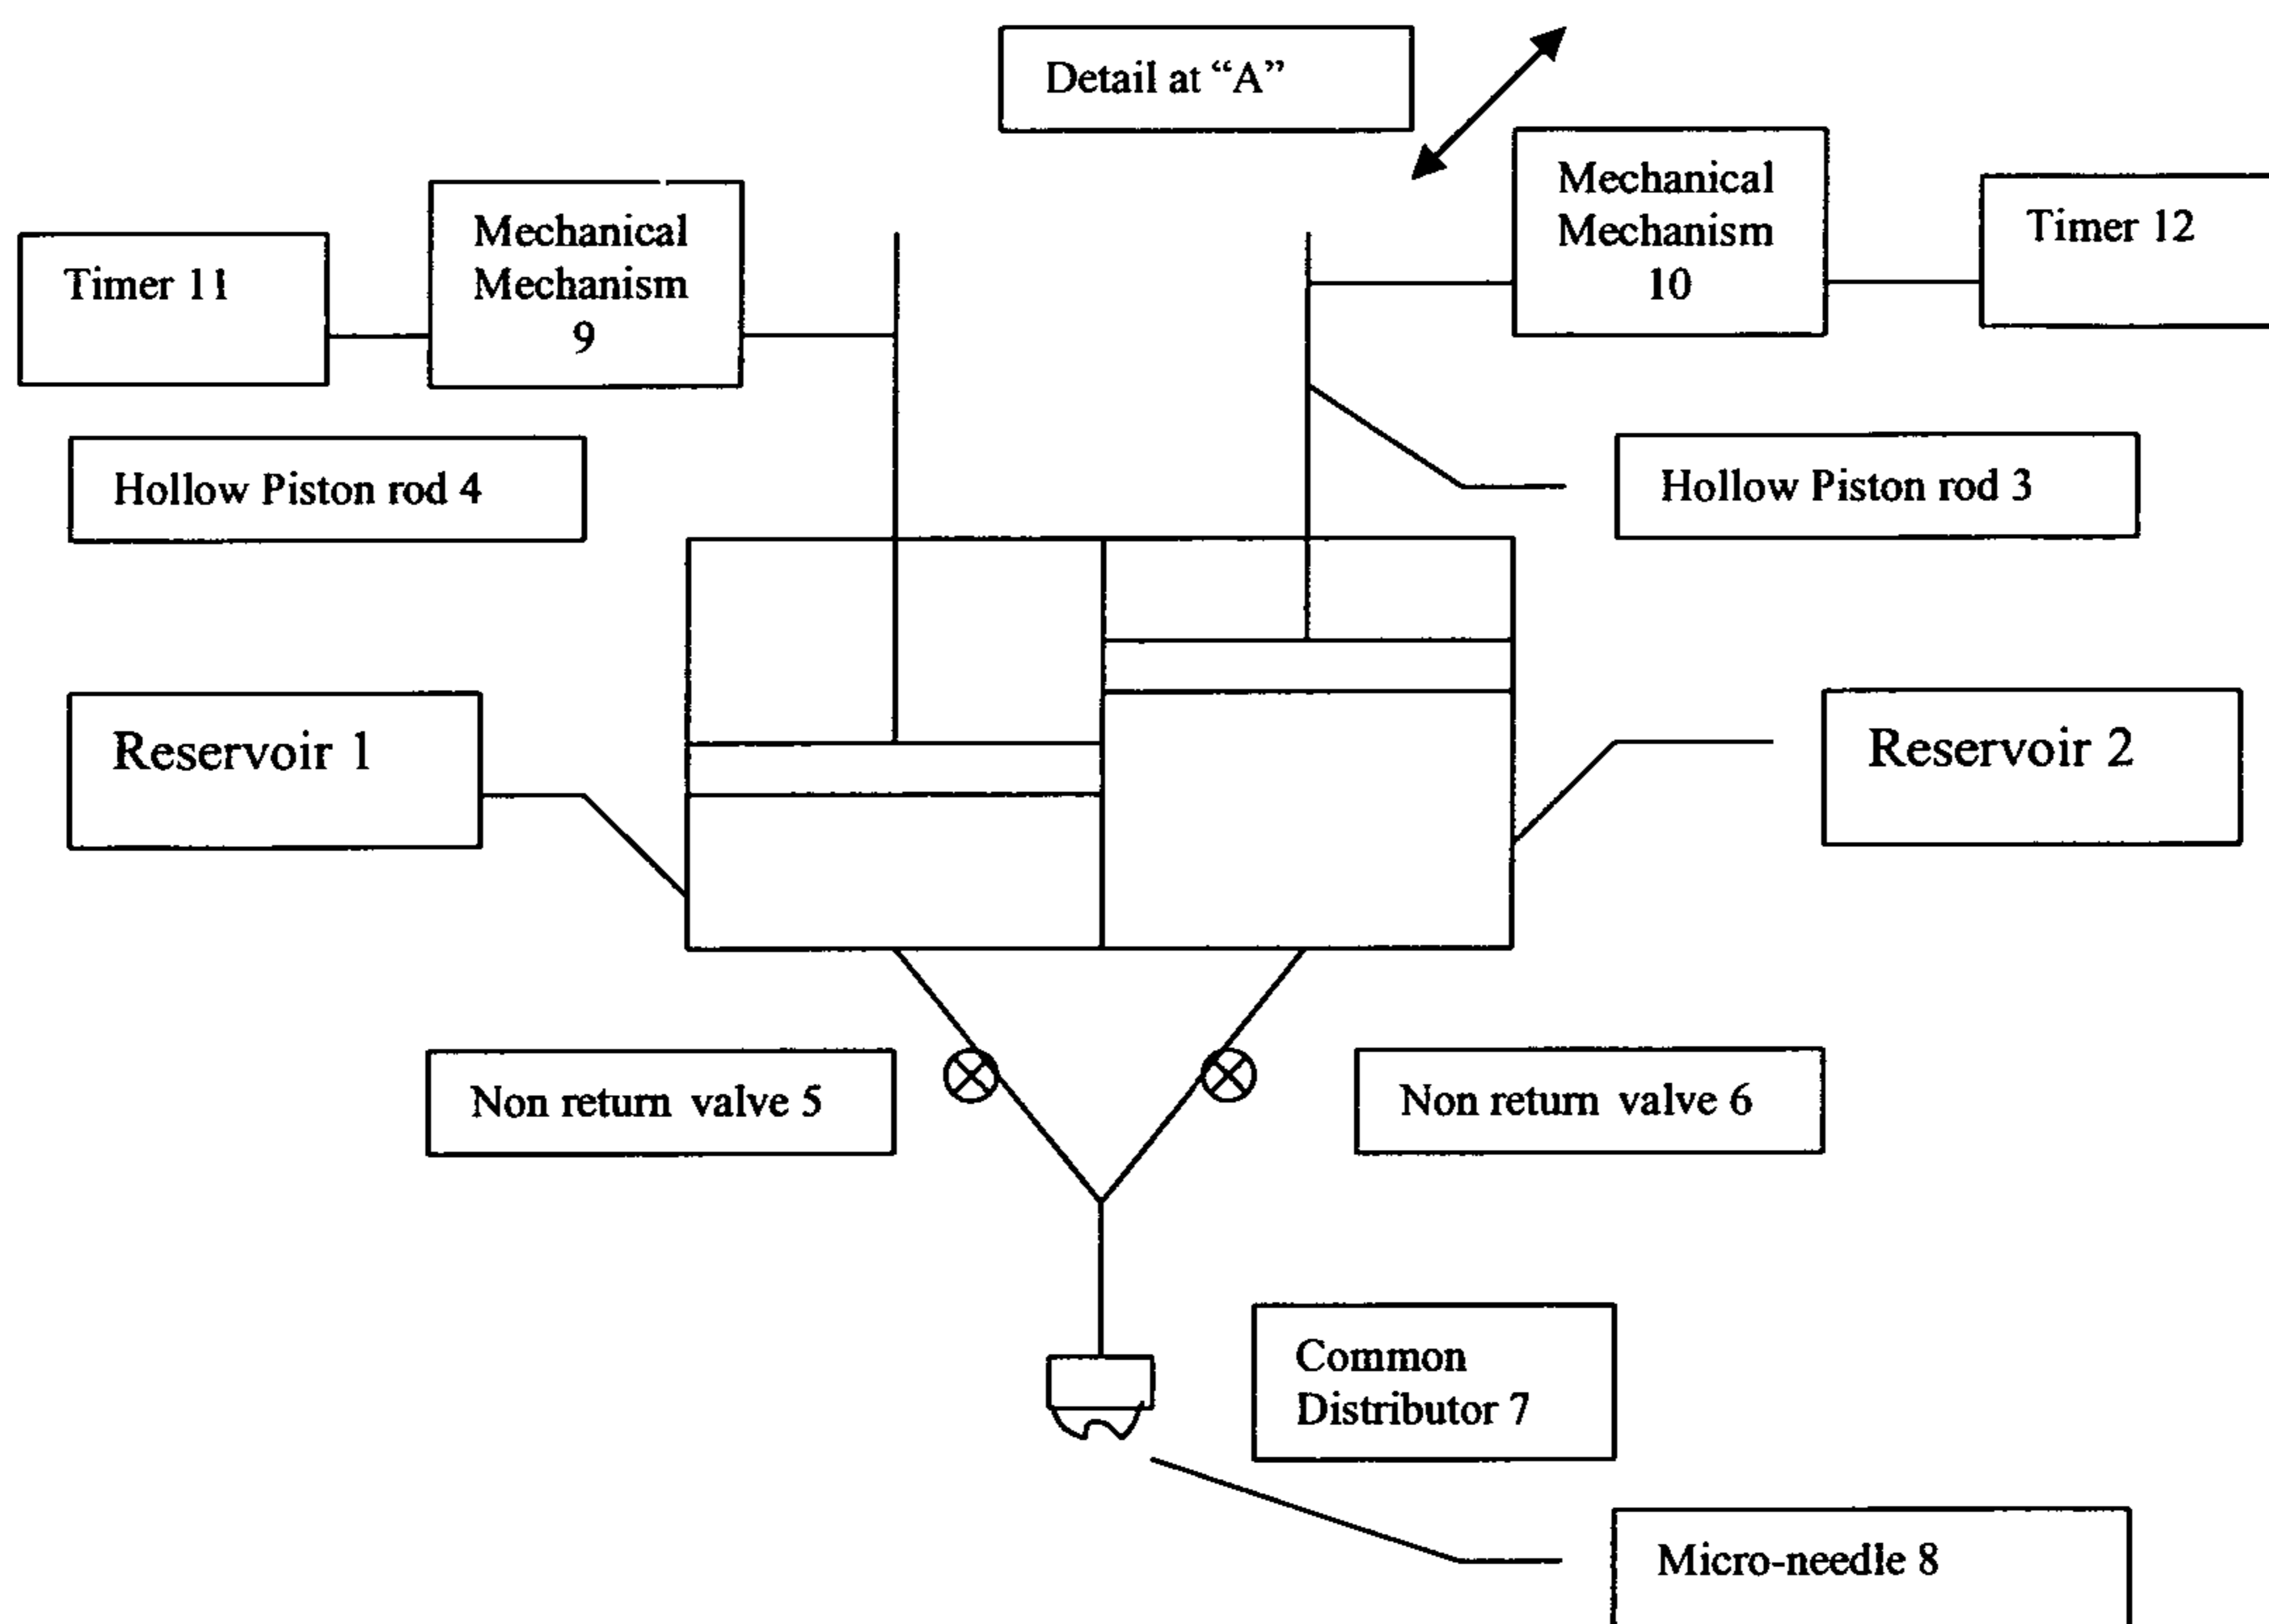 Detail at “A”
Mechanical
Mechanism
10
Timer 12
Mechanical
Mechanism
9
Timer 11
Hollow Piston rod 4
Hollow Piston rod 3
Reservoir 1
Reservoir 2
Non return valve 5
Non return valve 6
Common
Distributor 7
Micro-needle 8